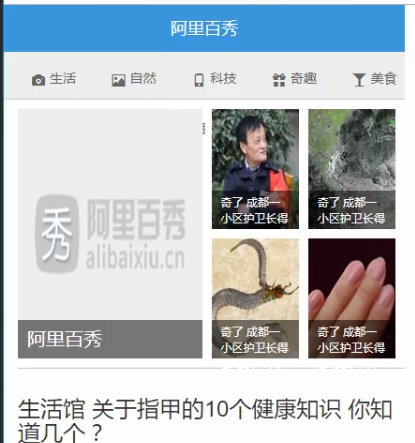 阿里百秀
生活 自然 科技 奇趣 美食
秀 阿里百秀
alibaixiu.cn
阿里百秀
奇了 成都一
小区护卫长得
奇了 成都一
小区护卫长得
奇了 成都一
小区护卫长得
奇了 成都一
小区护卫长得
生活馆 关于指甲的10个健康知识 你知
道几个？